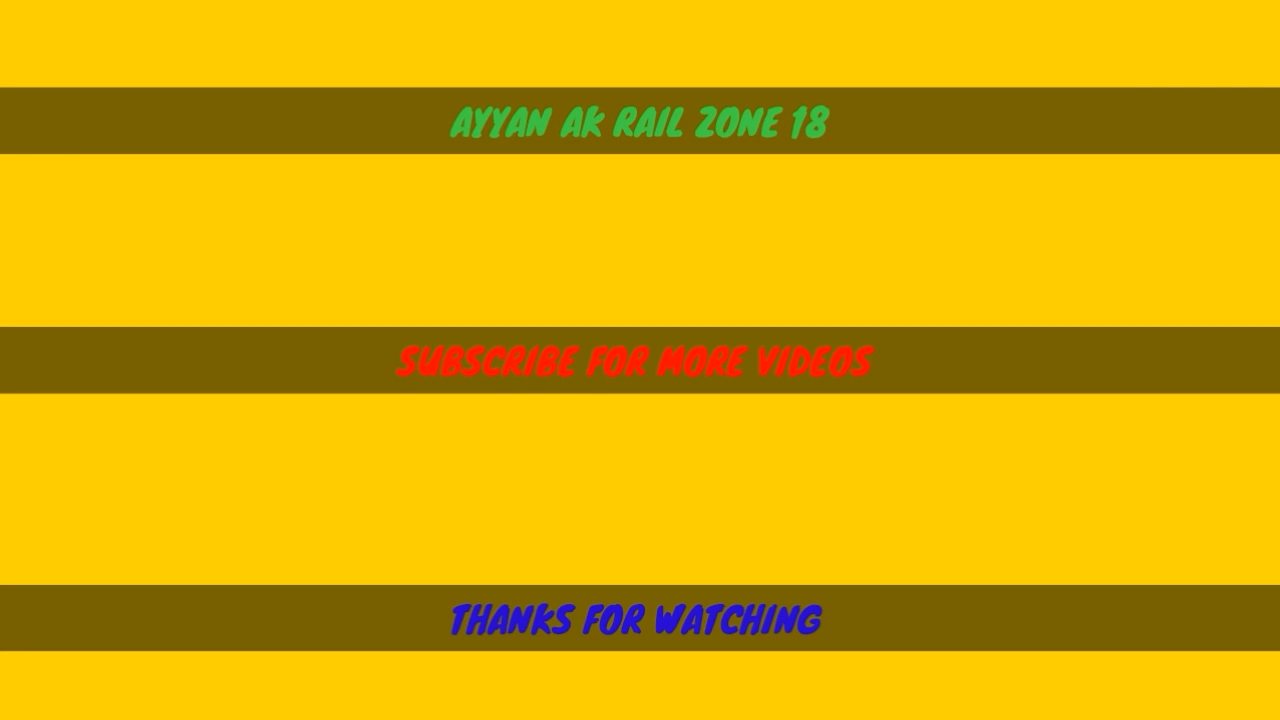 AYYAN AK RAIL ZONE 18
SUBSCRIBE FOR MORE VIDEOS
THANKS FOR WATCHING